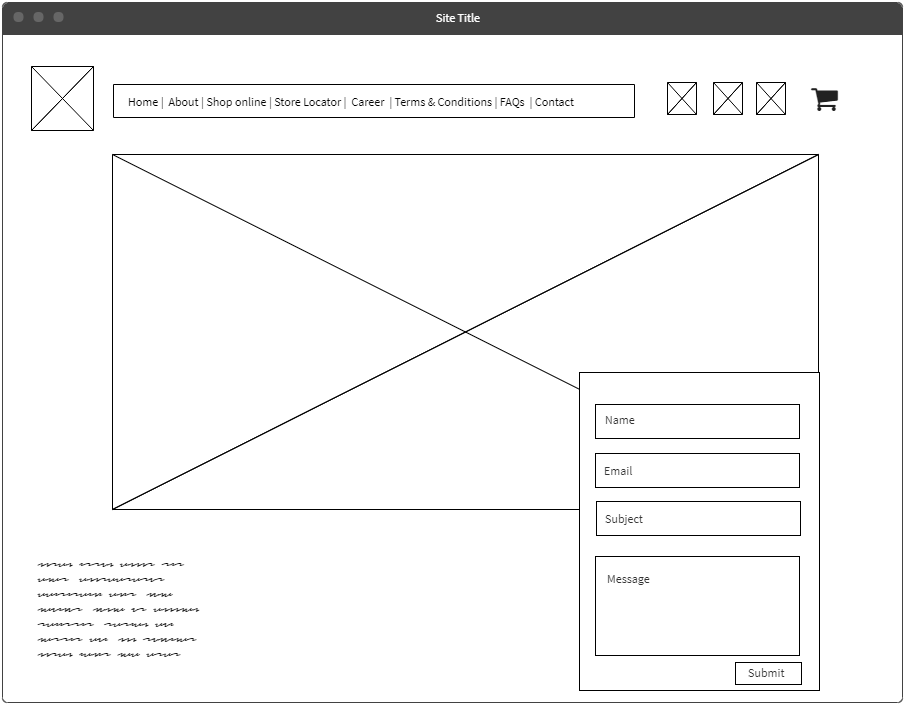 Site Title
Home | About | Shop online | Store Locator | Career | Terms & Conditions | FAQs | Contact
Name
Email
Subject
Message
Submit